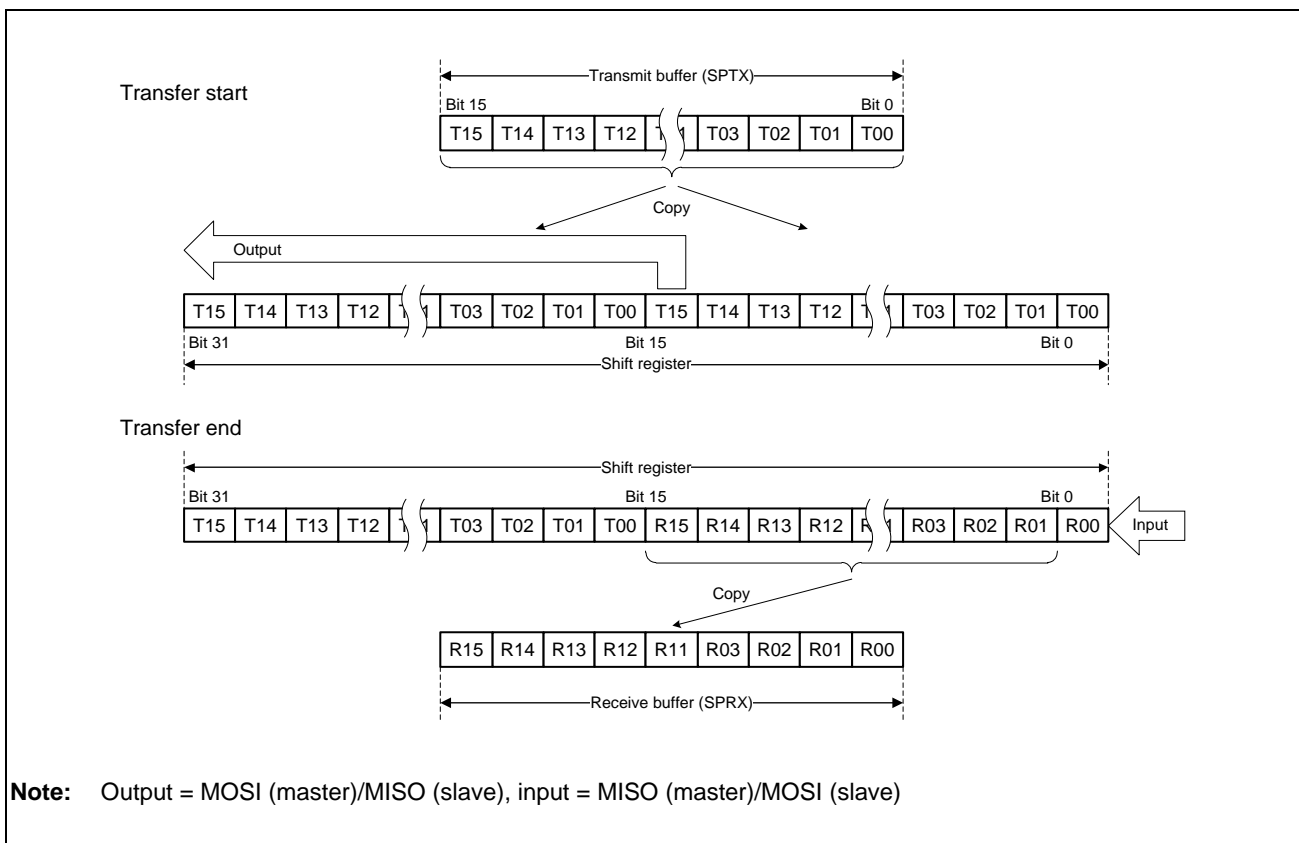 Transfer start
Transmit buffer (SPTX)
Bit 15 Bit 0
T15 T14 T13 T12 T03 T02 T01 T00
Copy
Output
T15 T14 T13 T12 T03 T02 T01 T00 T15 T14 T13 T12 T03 T02 T01 T00
Bit 31 Bit 15 Bit 0
Shift register
Transfer end
Shift register
Bit 31 Bit 15 Bit 0
T15 T14 T13 T12 T03 T02 T01 T00 R15 R14 R13 R12 R03 R02 R01 R00 Input
Copy
R15 R14 R13 R12 R11 R03 R02 R01 R00
Receive buffer (SPRX)
Note: Output = MOSI (master)/MISO (slave), input = MISO (master)/MOSI (slave)